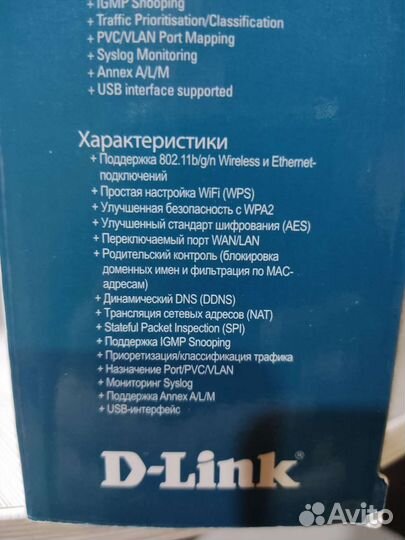 + IGMP Snooping
+ Traffic Prioritisation/Classification
+ PVC/VLAN Port Mapping
+ Syslog Monitoring
+ Annex A/L/M
+ USB interface supported
Характеристики
+ Поддержка 802.11b/g/n Wireless и Ethernet-
подключений
+ Простая настройка WiFi (WPS)
+ Улучшенная безопасность с WPA2
+ Улучшенный стандарт шифрования (AES)
+ Переключаемый порт WAN/LAN
+ Родительский контроль (блокировка
доменных имен и фильтрация по MAC-
адресам)
+ Динамический DNS (DDNS)
+ Трансляция сетевых адресов (NAT)
+ Stateful Packet Inspection (SPI)
+ Поддержка IGMP Snooping
+ Приоретизация/классификация трафика
+ Назначение Port/PVC/VLAN
+ Мониторинг Syslog
+ Поддержка Annex A/L/M
+ USB-интерфейс
D-Link®
Avito